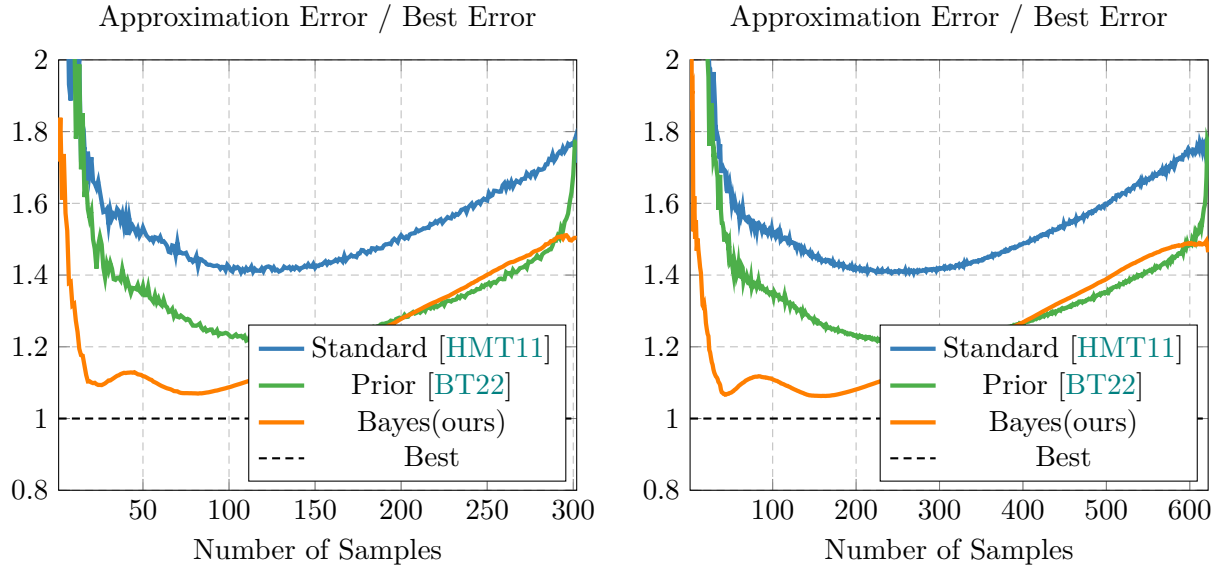 Approximation Error / Best Error
2
1.8
1.6
1.4
1.2
1
0.8
50 100 150 200 250 300
Number of Samples
Standard [HMT11]
Prior [BT22]
Bayes(ours)
Best
Approximation Error / Best Error
2
1.8
1.6
1.4
1.2
1
0.8
100 200 300 400 500 600
Number of Samples
Standard [HMT11]
Prior [BT22]
Bayes(ours)
Best